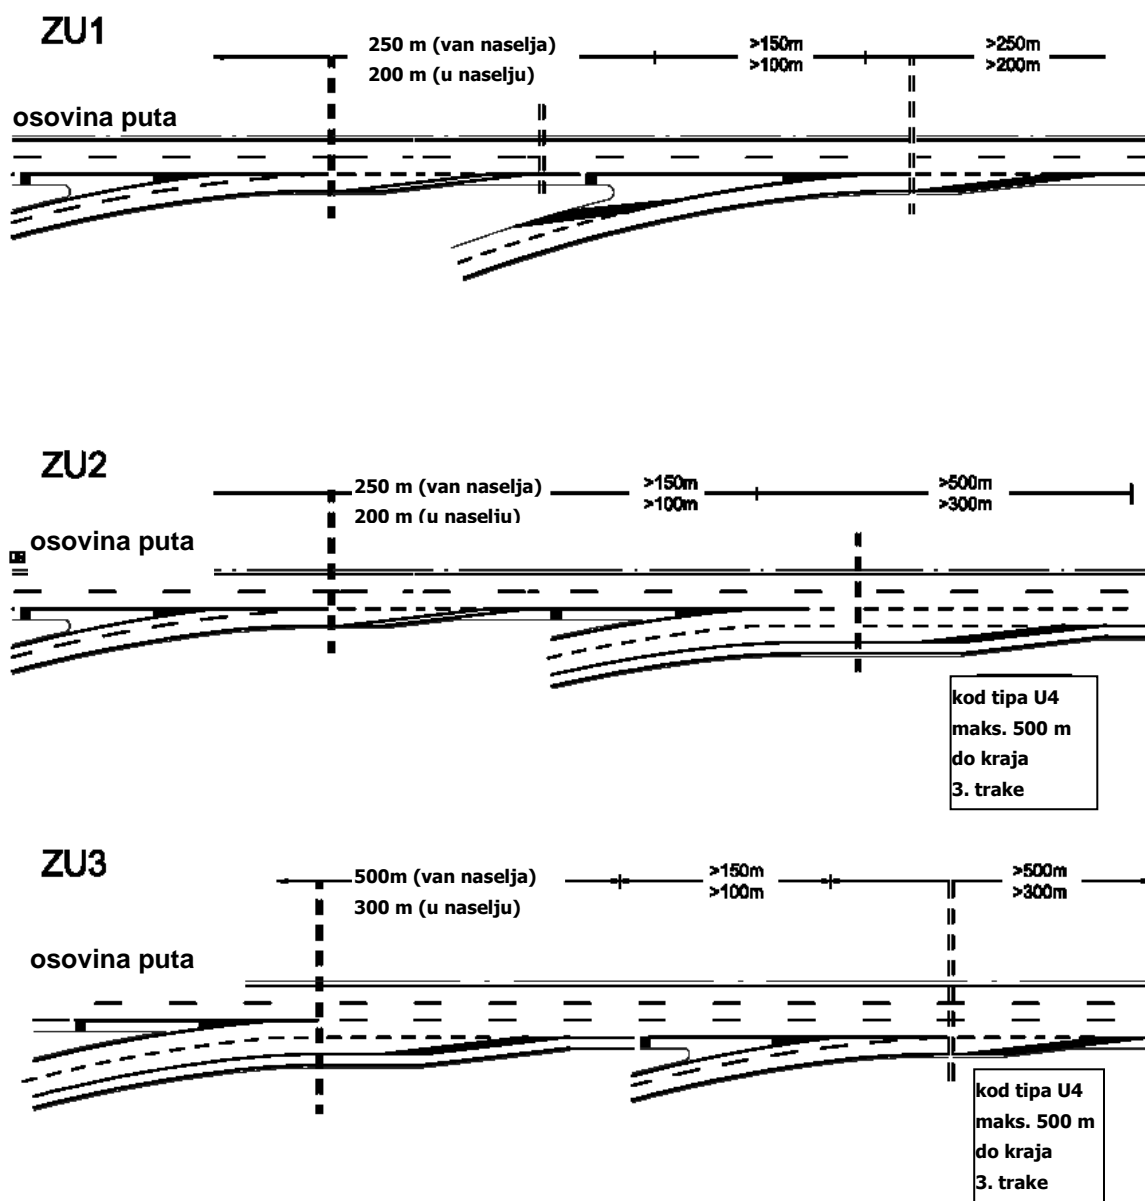 ZU1
250 m (van naselja)
200 m (u naselju)
>150m
>100m
>250m
>200m
osovina puta
ZU2
250 m (van naselja)
200 m (u naselju)
>150m
>100m
>500m
>300m
osovina puta
kod tipa U4
maks. 500 m
do kraja
3. trake
ZU3
500m (van naselja)
300 m (u naselju)
>150m
>100m
>500m
>300m
osovina puta
kod tipa U4
maks. 500 m
do kraja
3. trake